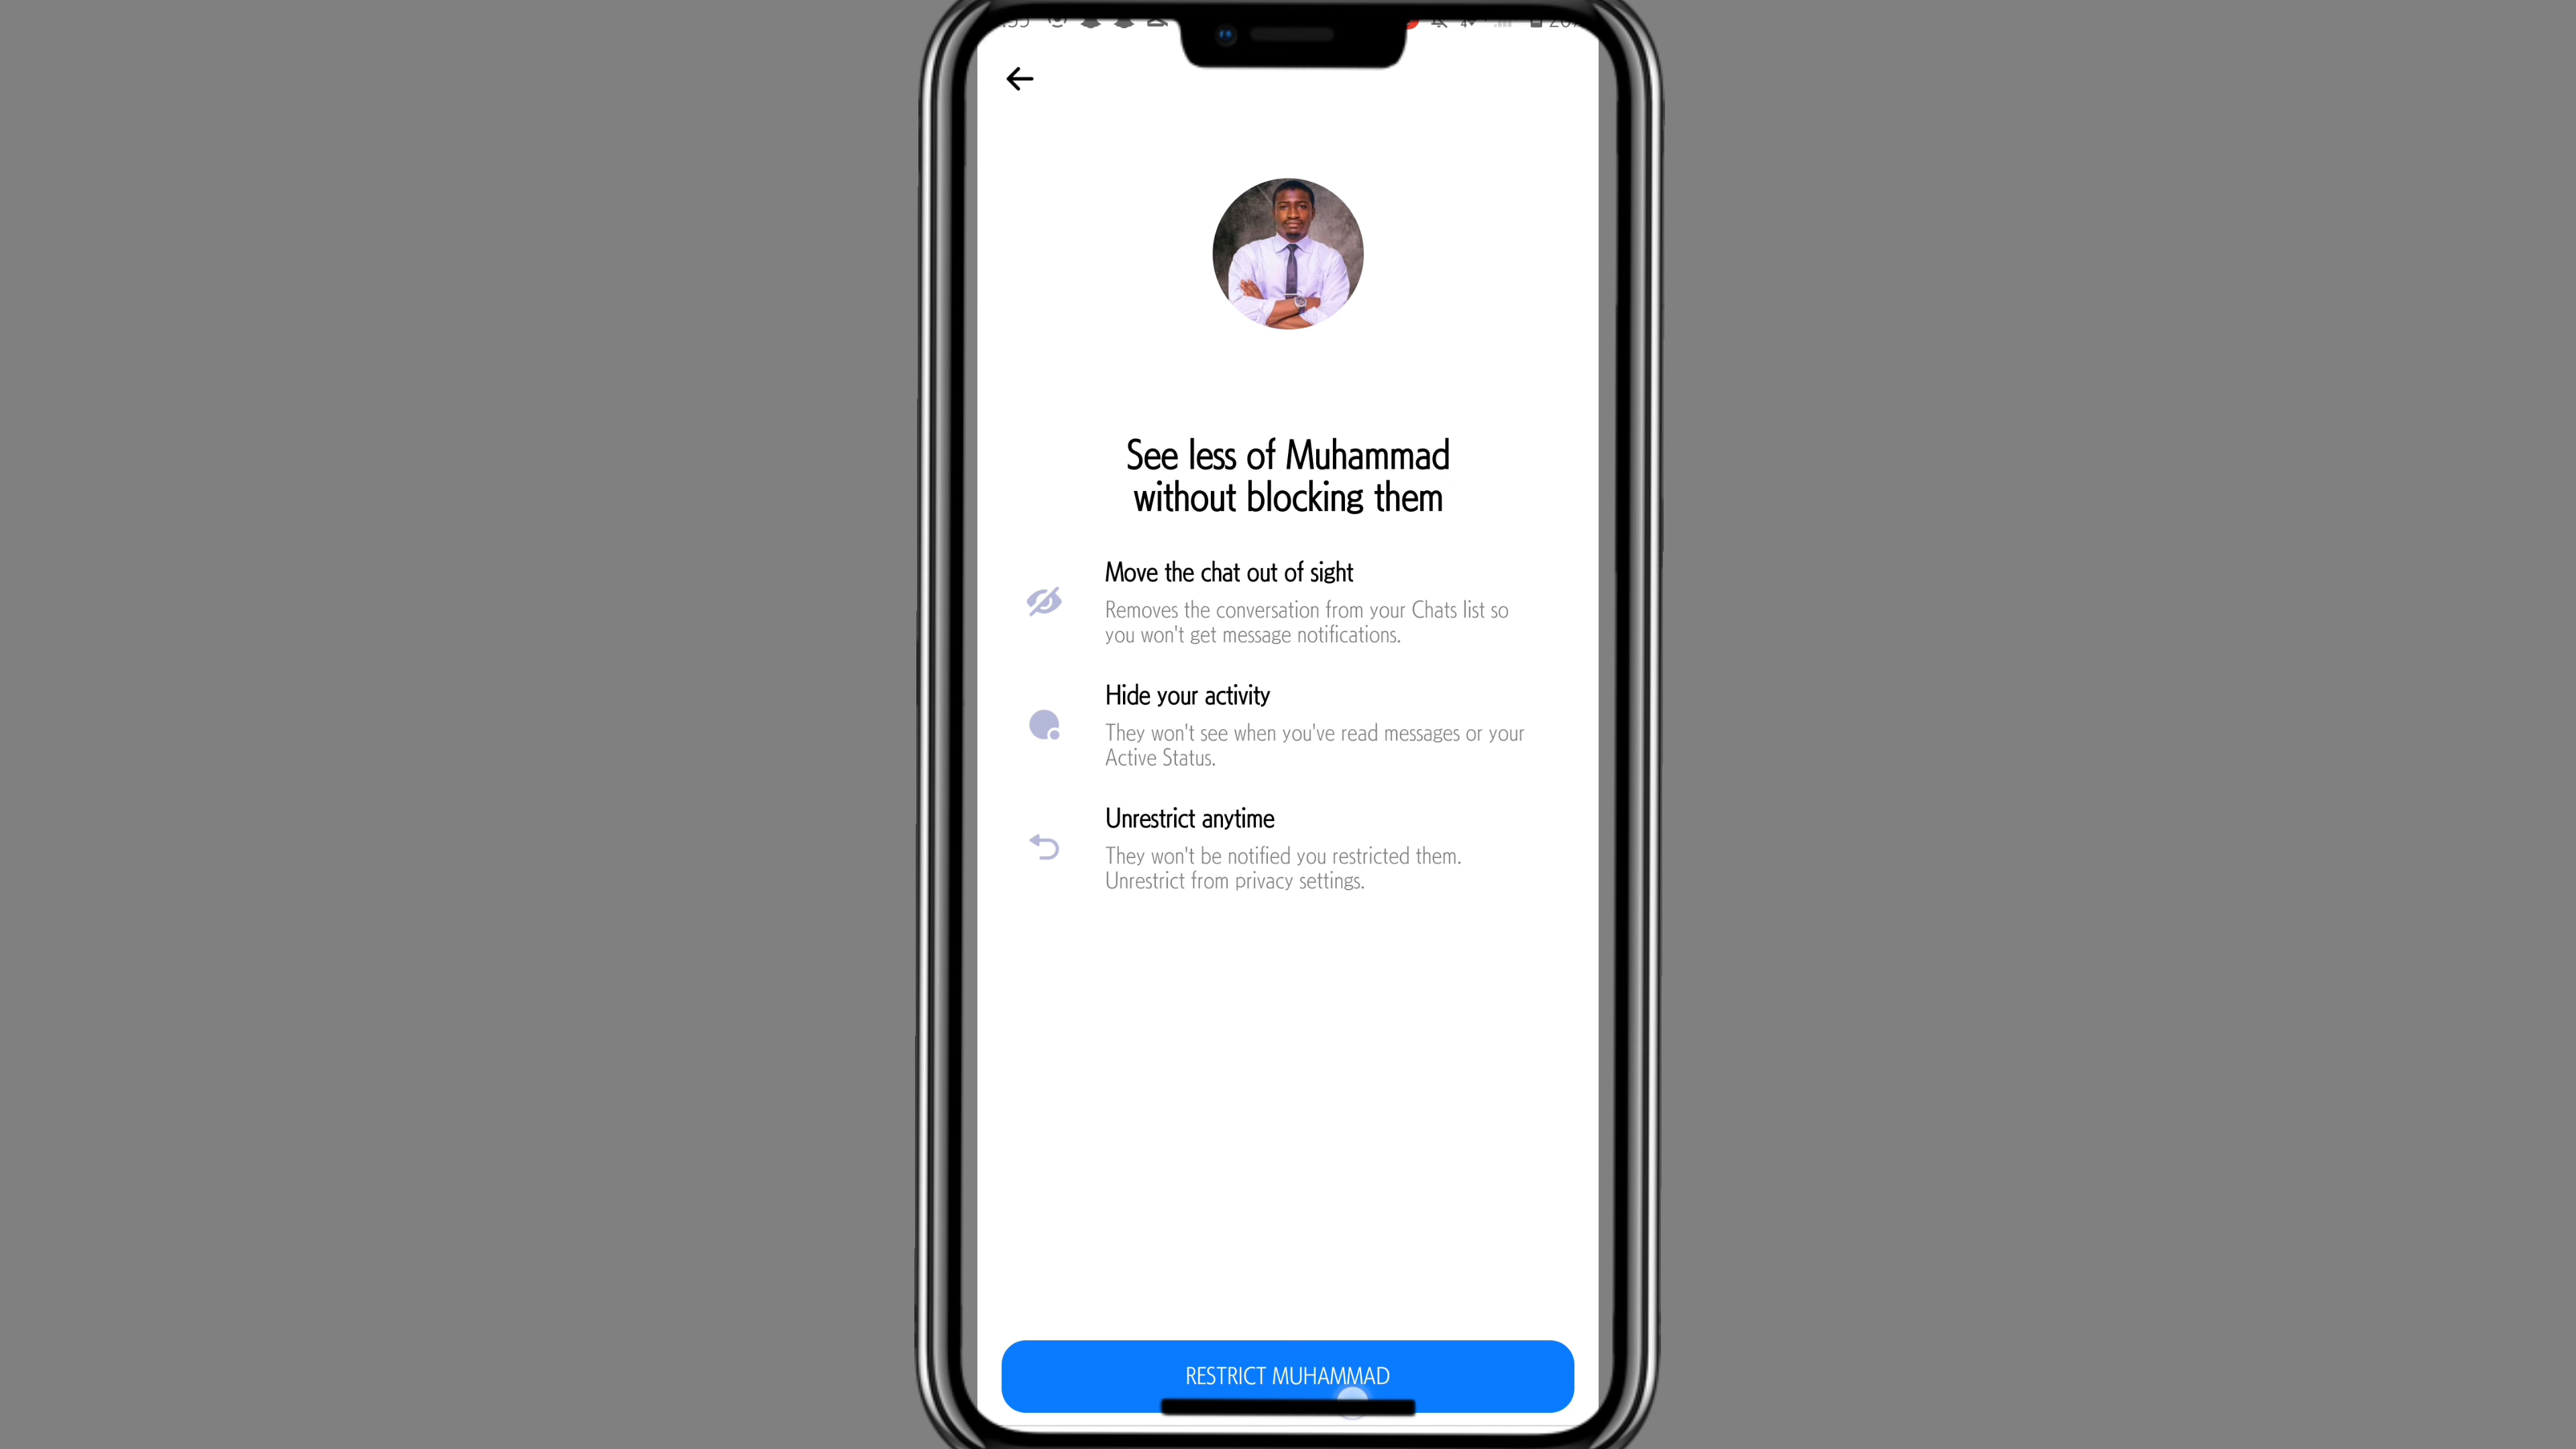 See less of Muhammad
without blocking them
Move the chat out of sight
Removes the conversation from your Chats list so
you won't get message notifications.
Hide your activity
They won't see when you've read messages or your
Active Status.
Unrestrict anytime
They won't be notified you restricted them.
Unrestrict from privacy settings.
RESTRICT MUHAMMAD